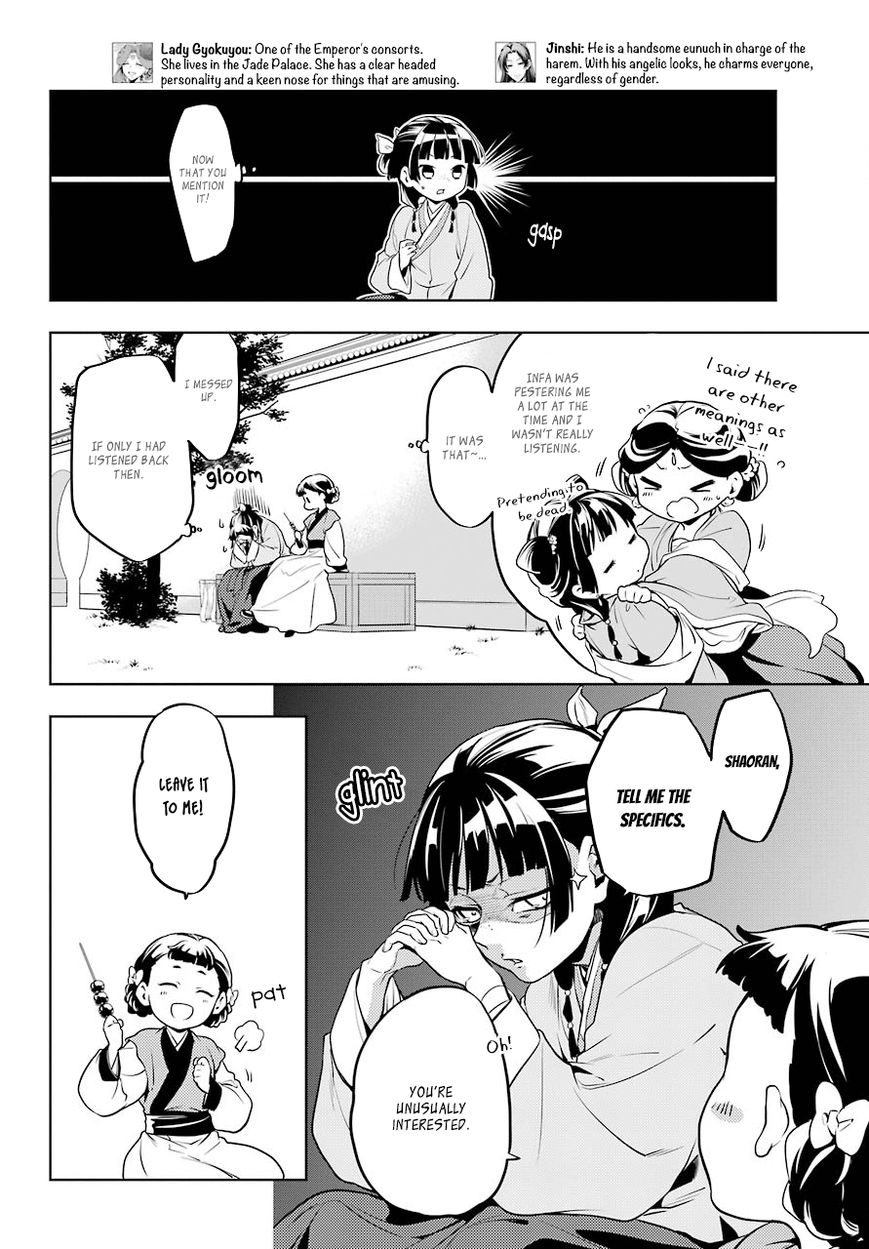 Lady Gyokuyou: One of the Emperor's consorts.
She lives in the Jade Palace. She has a clear headed
personality and a keen nose for things that are amusing.
Jinshi: He is a handsome eunuch in charge of the
harem. With his angelic looks, he charms everyone,
regardless of gender.
NOW
THAT YOU
MENTION
IT!
gasp
I said there
are other
meanings as
well----!!
INFA WAS
PESTERING ME
A LOT AT THE
TIME AND I
WASN'T REALLY
LISTENING.
Pretending to
be dead
IT WAS
THAT~...
I MESSED
UP.
IF ONLY I HAD
LISTENED BACK
THEN.
gloom
SHAORAN,
TELL ME THE
SPECIFICS.
glint
Oh!
YOU'RE
UNUSUALLY
INTERESTED.
LEAVE IT
TO ME!
pat